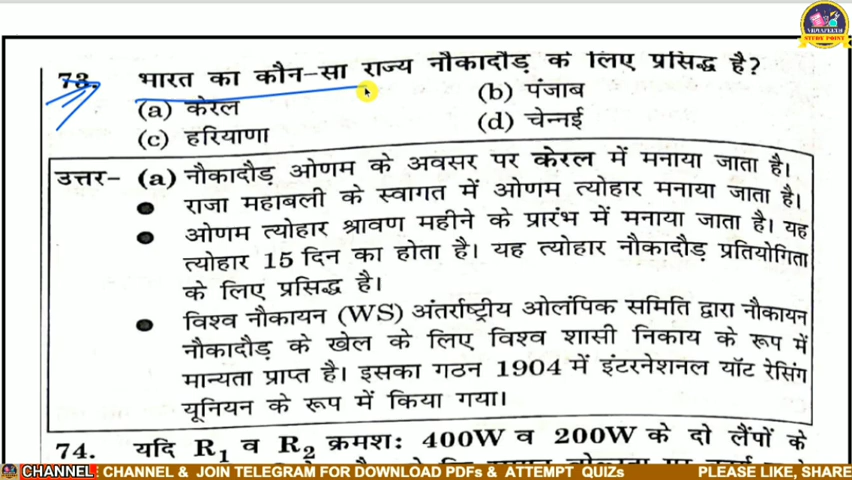 VIDYAPEETH
STUDY POINT
73. भारत का कौन-सा राज्य नौकादौड़ के लिए प्रसिद्ध है?
(a) केरल (b) पंजाब
(c) हरियाणा (d) चेन्नई
उत्तर- (a) नौकादौड़ ओणम के अवसर पर केरल में मनाया जाता है।
राजा महाबली के स्वागत में ओणम त्योहार मनाया जाता है।
ओणम त्योहार श्रावण महीने के प्रारंभ में मनाया जाता है। यह
त्योहार 15 दिन का होता है। यह त्योहार नौकादौड़ प्रतियोगिता
के लिए प्रसिद्ध है।
विश्व नौकायन (WS) अंतर्राष्ट्रीय ओलंपिक समिति द्वारा नौकायन
नौकादौड़ के खेल के लिए विश्व शासी निकाय के रूप में
मान्यता प्राप्त है। इसका गठन 1904 में इंटरनेशनल यॉट रेसिंग
यूनियन के रूप में किया गया।
74. यदि R₁ व R₂ क्रमशः 400W व 200W के दो लैंपों के
CHANNEL E CHANNEL & JOIN TELEGRAM FOR DOWNLOAD PDFs & ATTEMPT QUIZs PLEASE LIKE, SHARE